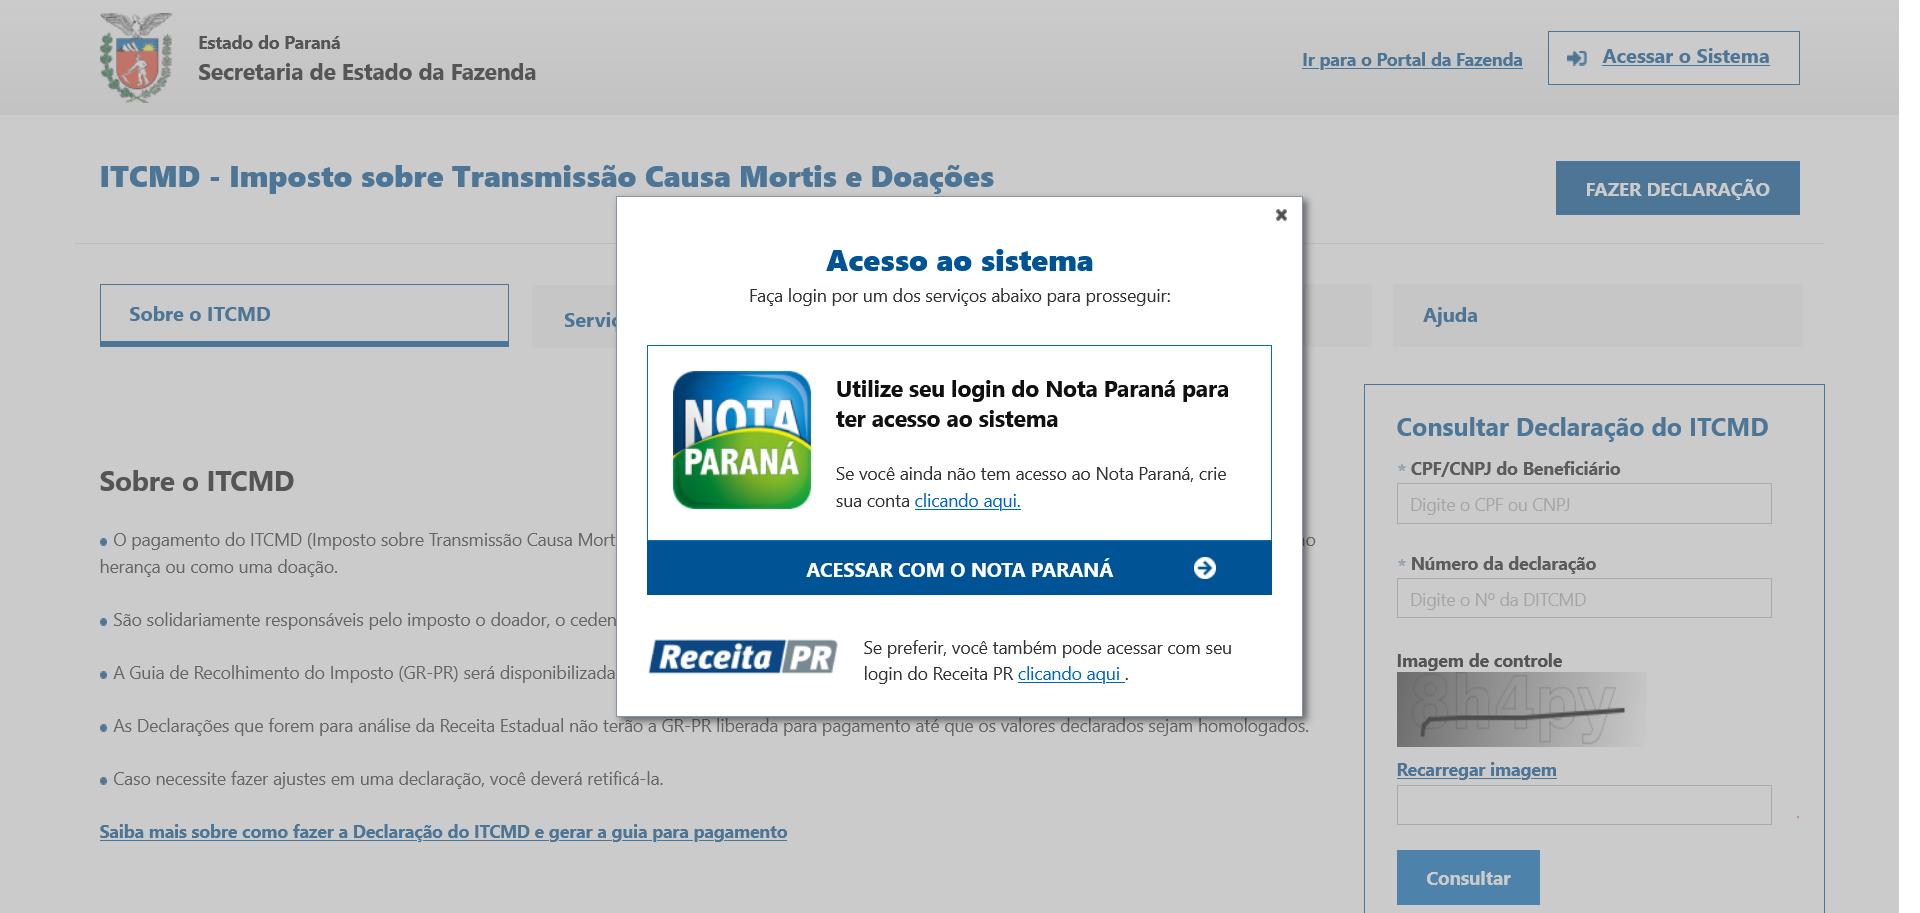 Estado do Paraná
Secretaria de Estado da Fazenda
Ir para o Portal da Fazenda
Acessar o Sistema
ITCMD - Imposto sobre Transmissão Causa Mortis e Doações
FAZER DECLARAÇÃO
Sobre o ITCMD
Ajuda
Acesso ao sistema
Faça login por um dos serviços abaixo para prosseguir:
NOTA
PARANÁ
Utilize seu login do Nota Paraná para
ter acesso ao sistema
Se você ainda não tem acesso ao Nota Paraná, crie
sua conta clicando aqui.
ACESSAR COM O NOTA PARANÁ
Receita PR
Se preferir, você também pode acessar com seu
login do Receita PR clicando aqui .
Sobre o ITCMD
• O pagamento do ITCMD (Imposto sobre Transmissão Causa
herança ou como uma doação.
• São solidariamente responsáveis pelo imposto o doador, o
• A Guia de Recolhimento do Imposto (GR-PR) será disponibilizada
• As Declarações que forem para análise da Receita Estadual não terão a GR-PR liberada para pagamento até que os valores declarados sejam homologados.
• Caso necessite fazer ajustes em uma declaração, você deverá retificá-la.
Saiba mais sobre como fazer a Declaração do ITCMD e gerar a guia para pagamento
Consultar Declaração do ITCMD
* CPF/CNPJ do Beneficiário
Digite o CPF ou CNPJ
* Número da declaração
Digite o Nº da DITCMD
Imagem de controle
8h4py
Recarregar imagem
Consultar